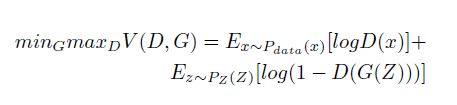 min_G max_D V(D, G) = E_{x∼P_{data}(x)}[logD(x)]+
E_{z∼P_Z(Z)}[log(1 − D(G(Z)))]